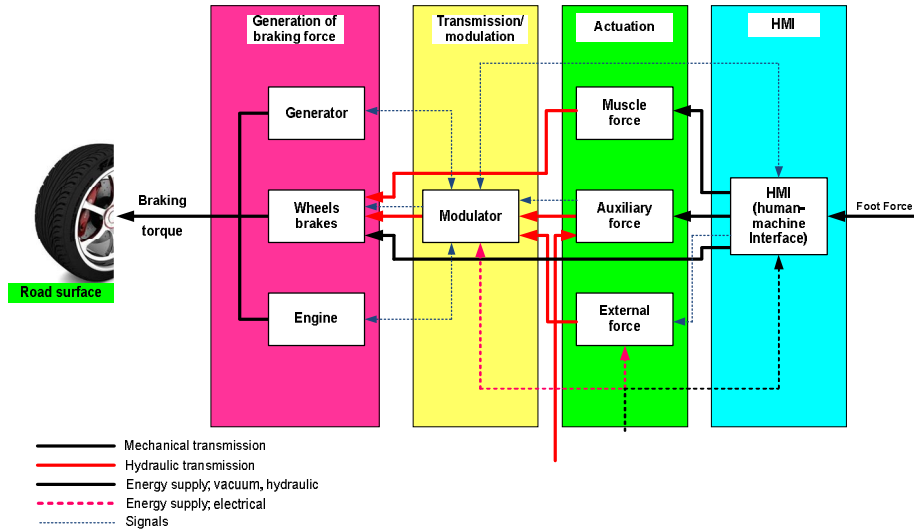 Generation of
braking force
Transmission/
modulation
Actuation
HMI
Generator
Muscle
force
Braking
torque
Wheels
brakes
Modulator
Auxiliary
force
HMI
(human-
machine
Interface)
Foot Force
Road surface
Engine
External
force
Mechanical transmission
Hydraulic transmission
Energy supply; vacuum, hydraulic
Energy supply; electrical
Signals